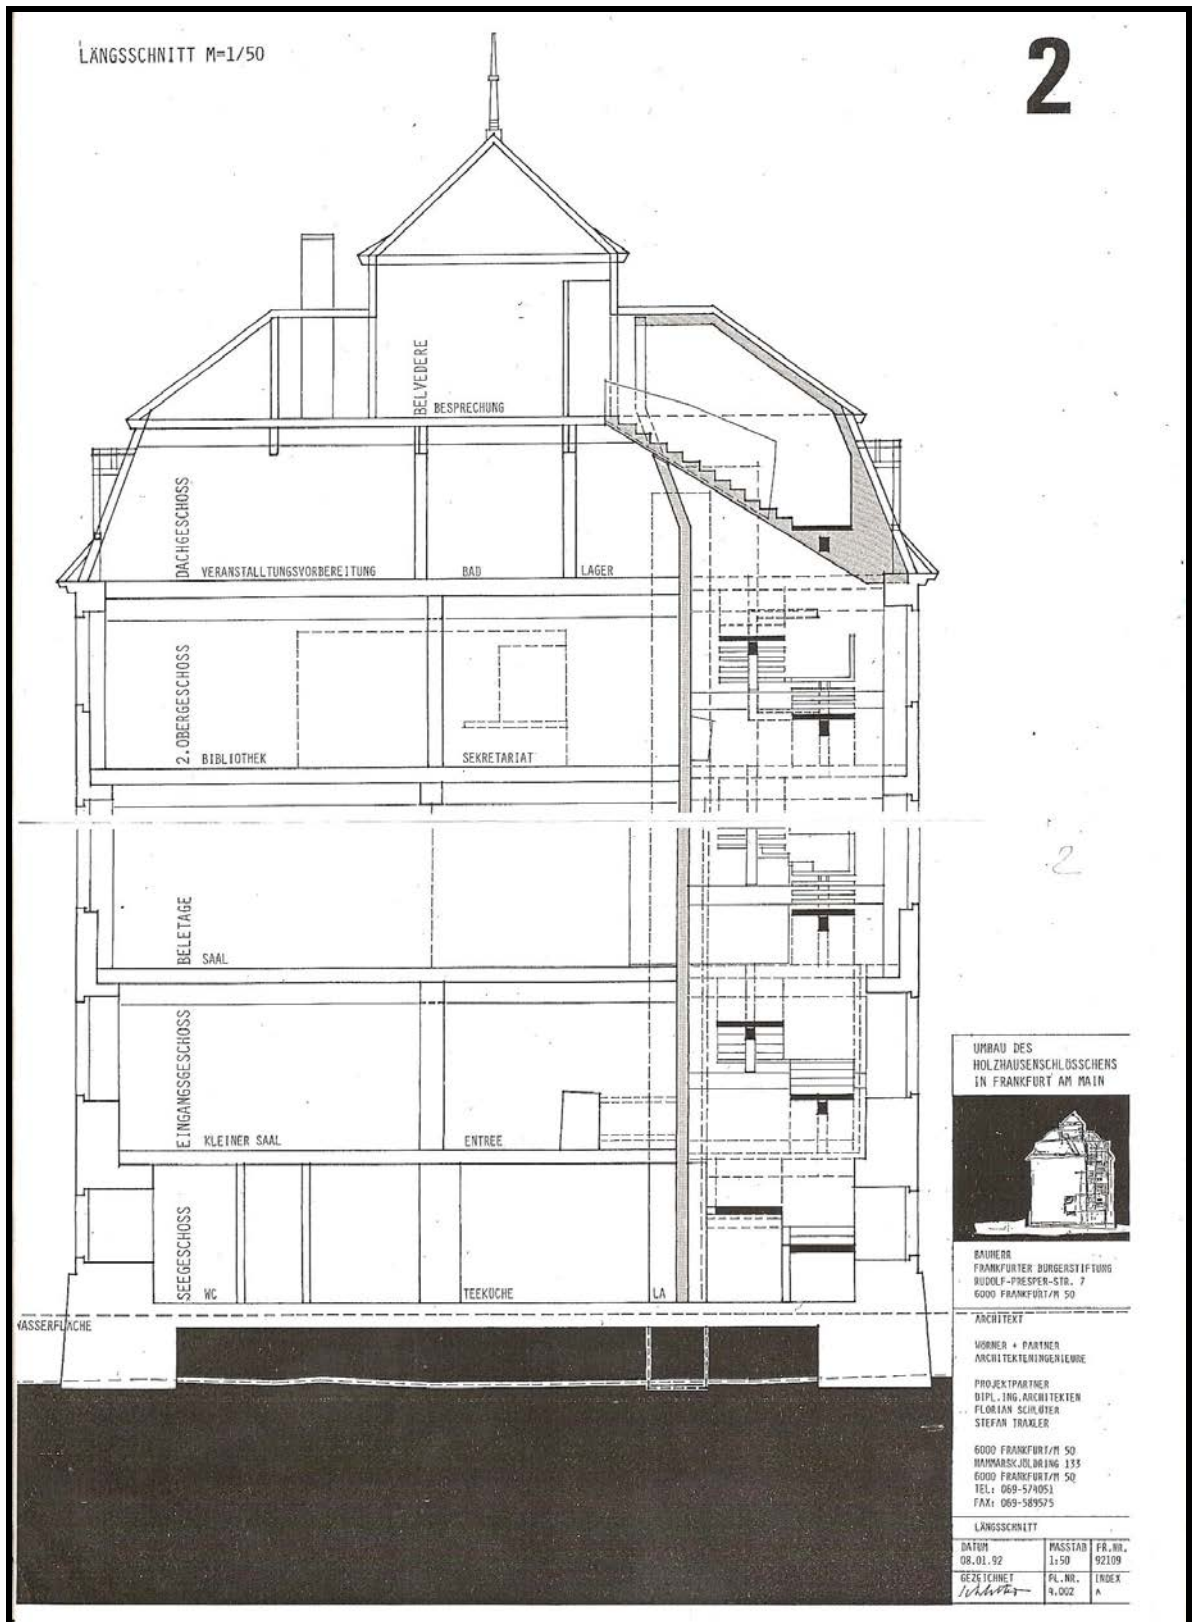 LÄNGSSCHNITT M=1/50
2
BELVEDERE
BESPRECHUNG
DACHGESCHOSS
VERANSTALLTUNGSVORBEREITUNG
BAD
LAGER
2.OBERGESCHOSS
BIBLIOTHEK
SEKRETARIAT
2
BELETAGE
SAAL
EINGANGSGESCHOSS
KLEINER SAAL
ENTREE
SEEGESCHOSS
WC
TEEKÜCHE
LA
WASSERFLÄCHE
UMBAU DES
HOLZHAUSENSCHLÖSSCHENS
IN FRANKFURT AM MAIN
BAUHERR
FRANKFURTER BÜRGERSTIFTUNG
RUDOLF-PRESPER-STR. 7
6000 FRANKFURT/M 50
ARCHITEKT
WÖRNER + PARTNER
ARCHITEKTENINGENIEURE
PROJEKTPARTNER
DIPL.ING.ARCHITEKTEN
FLORIAN SCHLÜTER
STEFAN TRAXLER
6000 FRANKFURT/M 50
HAMMARSKJÖLDRING 133
6000 FRANKFURT/M 50
TEL: 069-574051
FAX: 069-589575
LÄNGSSCHNITT
DATUM MASSTAB FR.NR.
08.01.92 1:50 92109
GEZEICHNET PL.NR. INDEX
4.002 A